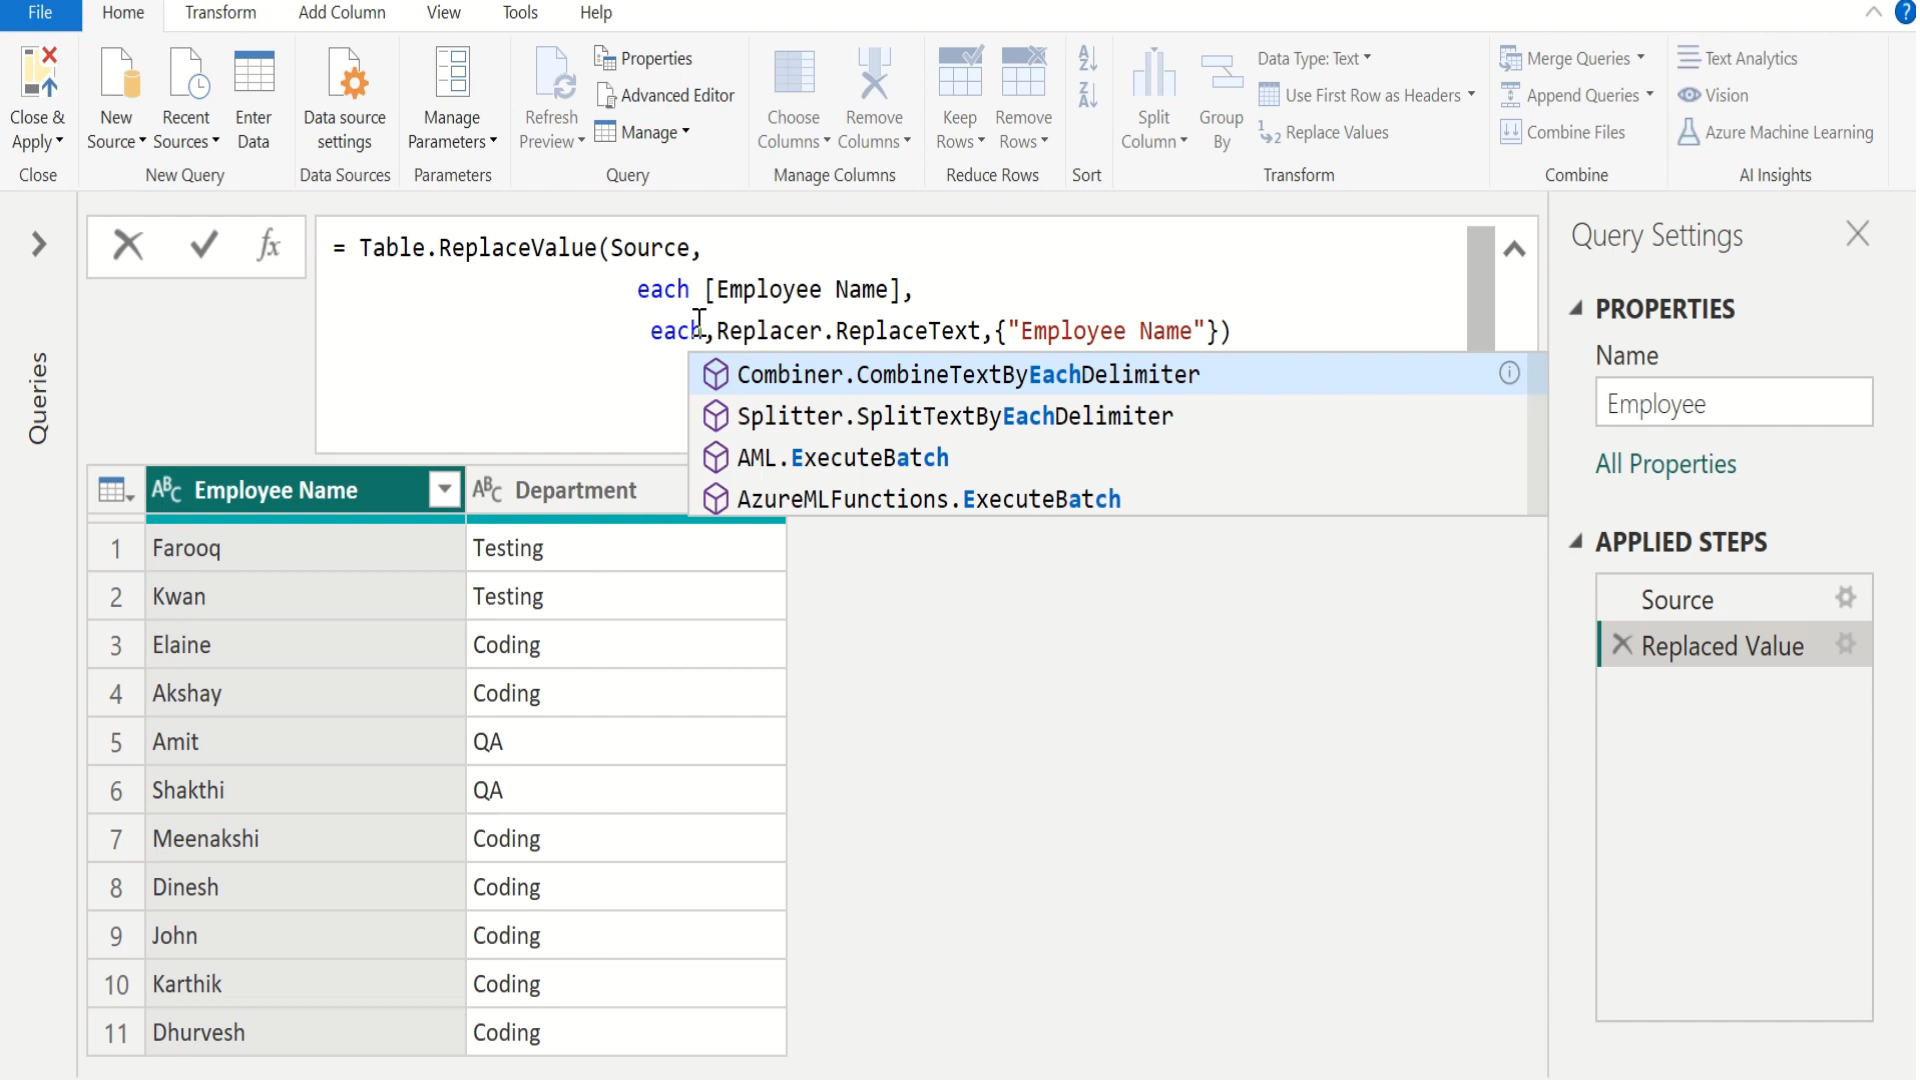 File Home Transform Add Column View Tools Help ?
Close & Apply
New Source
Recent Sources
Enter Data
Data source settings
Manage Parameters
Refresh Preview
Properties
Advanced Editor
Manage
Choose Columns
Remove Columns
Keep Rows
Remove Rows
A Z
Z A
Split Column
Group By
Data Type: Text
Use First Row as Headers
1 2 Replace Values
Merge Queries
Append Queries
Combine Files
Text Analytics
Vision
Azure Machine Learning
Close New Query Data Sources Parameters Query Manage Columns Reduce Rows Sort Transform Combine AI Insights
Queries
fx
= Table.ReplaceValue(Source,
each [Employee Name],
each,Replacer.ReplaceText,{"Employee Name"})
Combiner.CombineTextByEachDelimiter
Splitter.SplitTextByEachDelimiter
AML.ExecuteBatch
AzureMLFunctions.ExecuteBatch
ABC Employee Name ABC Department
1 Farooq Testing
2 Kwan Testing
3 Elaine Coding
4 Akshay Coding
5 Amit QA
6 Shakthi QA
7 Meenakshi Coding
8 Dinesh Coding
9 John Coding
10 Karthik Coding
11 Dhurvesh Coding
Query Settings
PROPERTIES
Name
Employee
All Properties
APPLIED STEPS
Source
Replaced Value